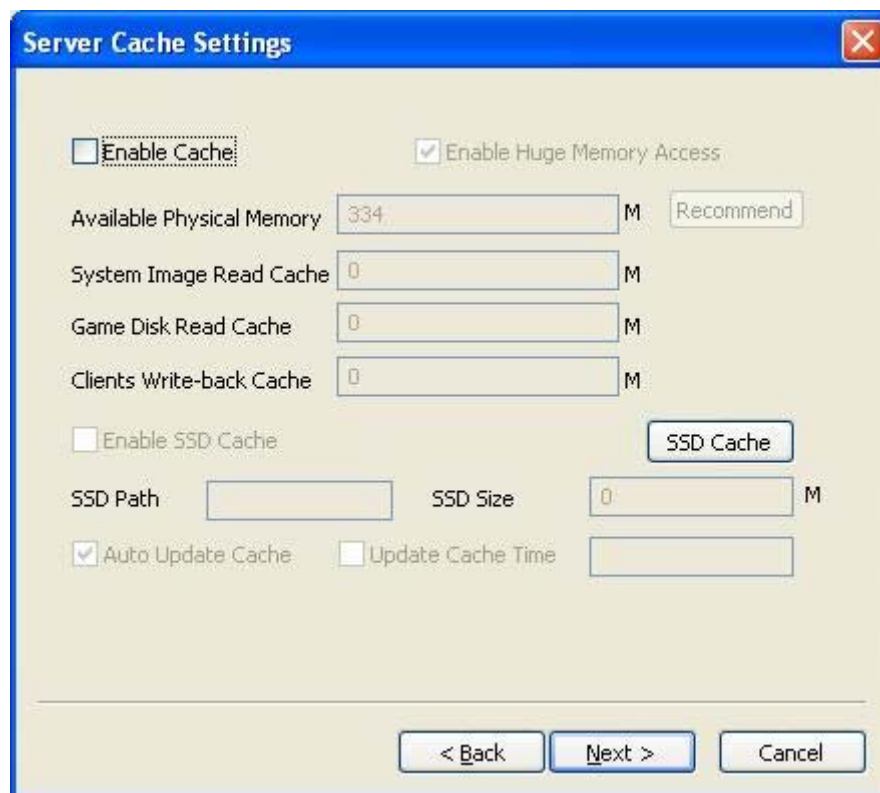 Server Cache Settings
Enable Cache Enable Huge Memory Access
Available Physical Memory 334 M Recommend
System Image Read Cache 0 M
Game Disk Read Cache 0 M
Clients Write-back Cache 0 M
Enable SSD Cache SSD Cache
SSD Path SSD Size 0 M
Auto Update Cache Update Cache Time
< Back Next > Cancel